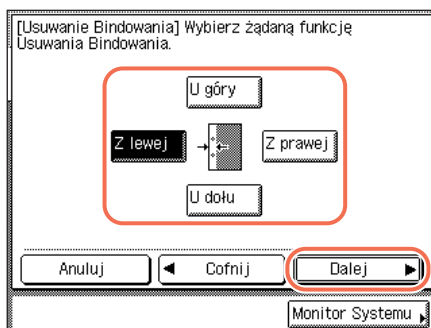 [Usuwanie Bindowania] Wybierz żądaną funkcję
Usuwania Bindowania.
U góry
Z lewej
Z prawej
U dołu
Anuluj
Cofnij
Dalej
Monitor Systemu